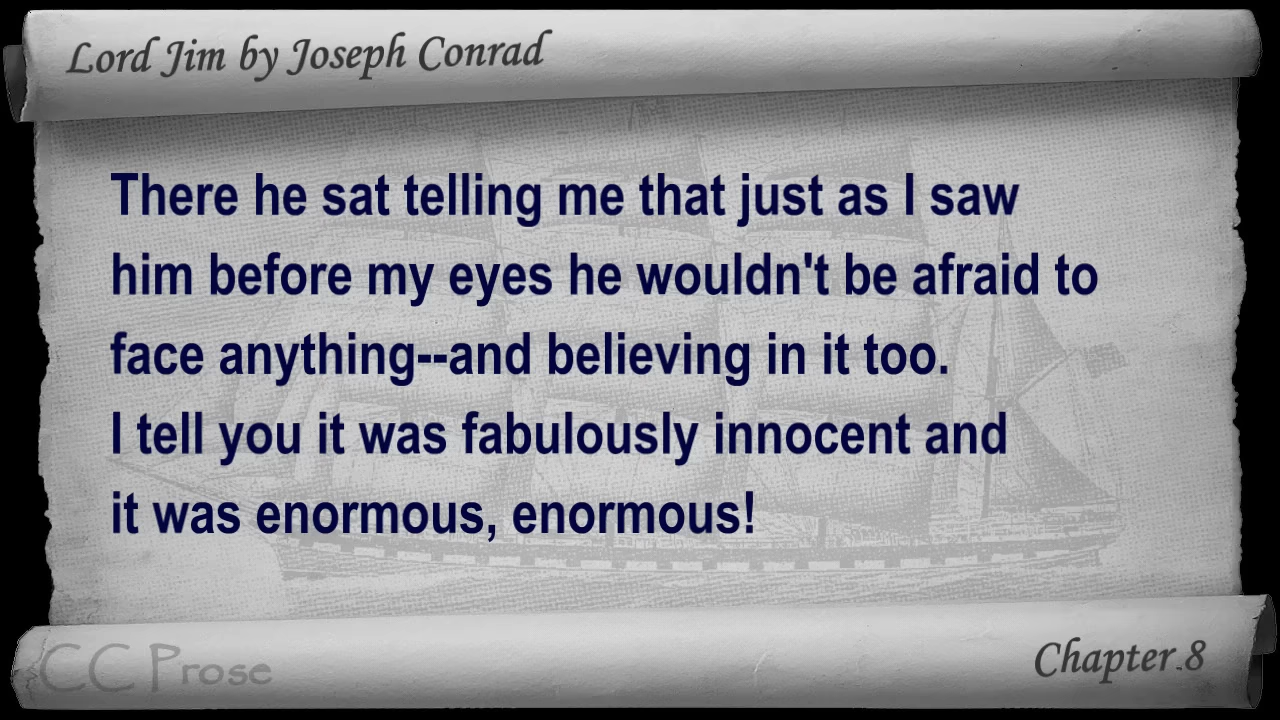 Lord Jim by Joseph Conrad
There he sat telling me that just as I saw
him before my eyes he wouldn't be afraid to
face anything--and believing in it too.
I tell you it was fabulously innocent and
it was enormous, enormous!
CC Prose
Chapter 8